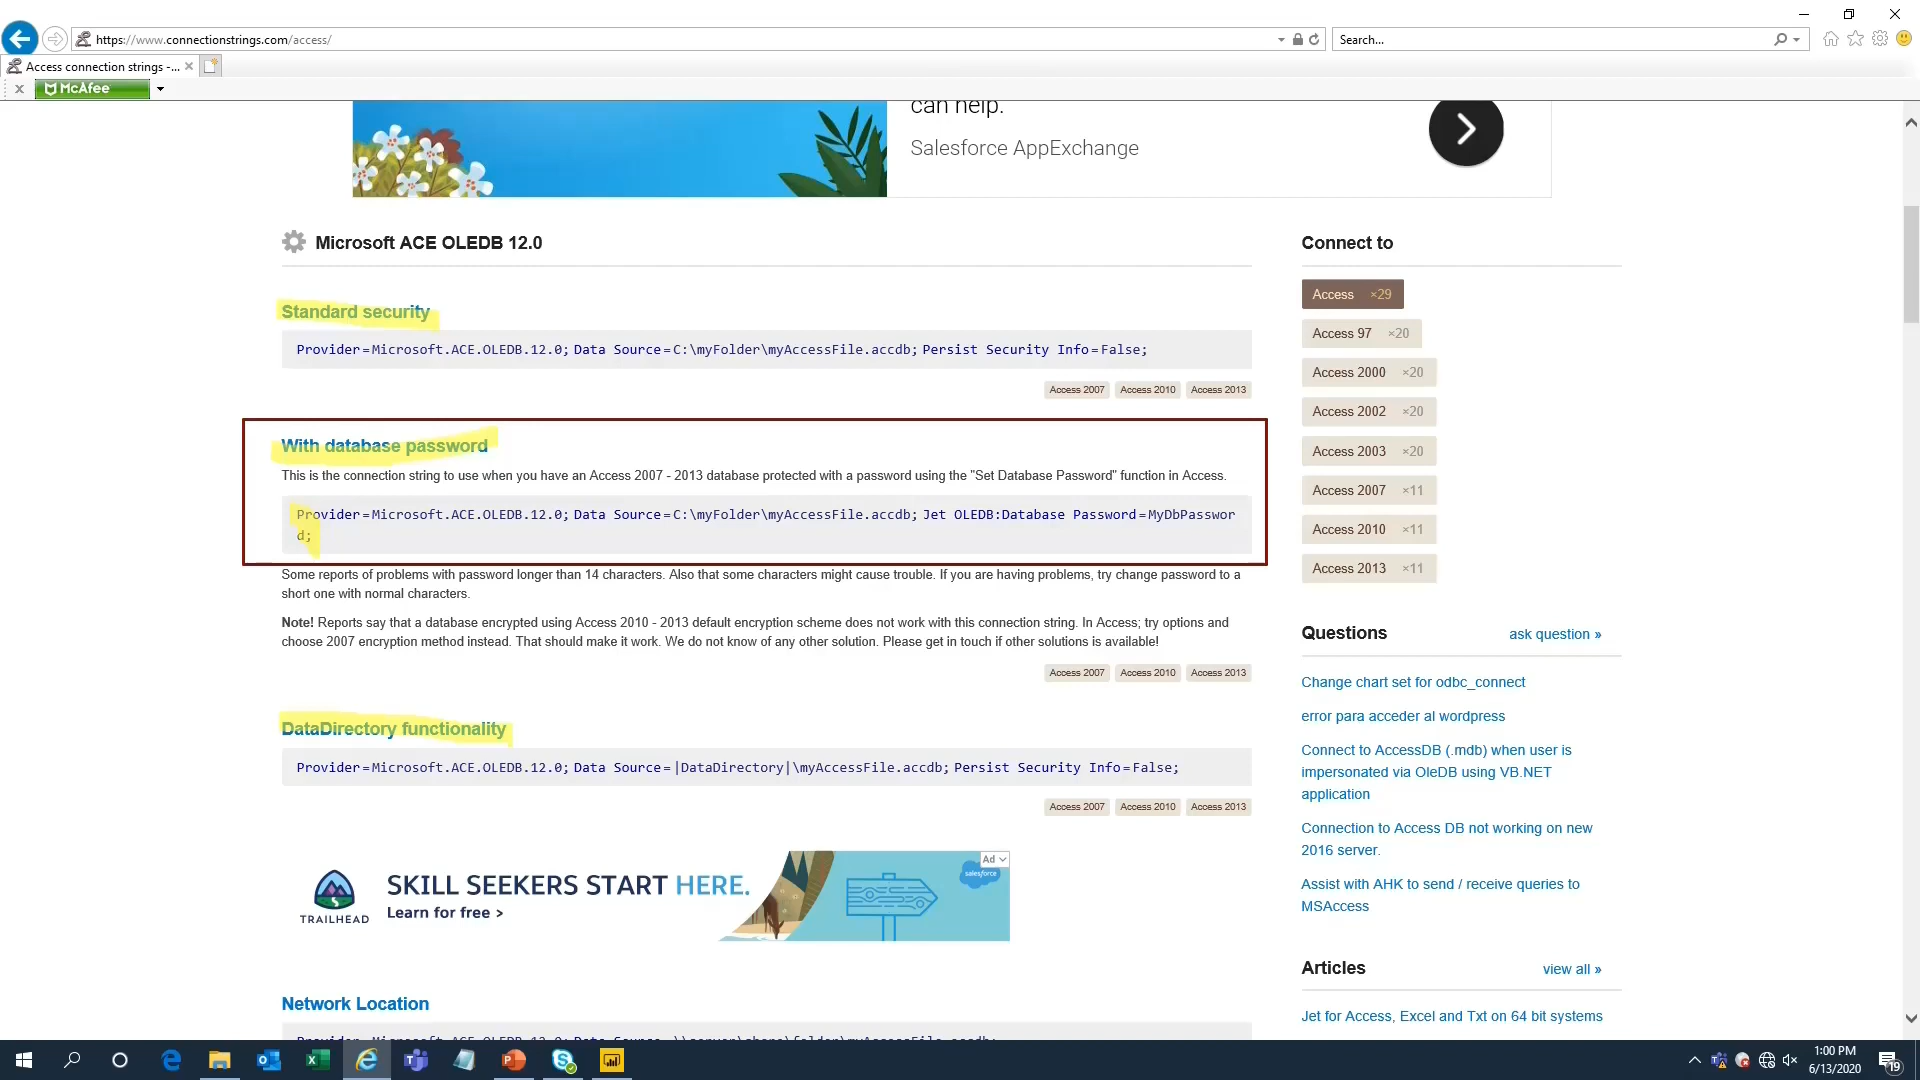 https://www.connectionstrings.com/access/
Search...
Access connection strings -...
McAfee
can help.
Salesforce AppExchange
Microsoft ACE OLEDB 12.0
Standard security
Provider=Microsoft.ACE.OLEDB.12.0; Data Source=C:\myFolder\myAccessFile.accdb; Persist Security Info=False;
Access 2007 Access 2010 Access 2013
With database password
This is the connection string to use when you have an Access 2007 - 2013 database protected with a password using the "Set Database Password" function in Access.
Provider=Microsoft.ACE.OLEDB.12.0; Data Source=C:\myFolder\myAccessFile.accdb; Jet OLEDB:Database Password=MyDbPasswor
d;
Some reports of problems with password longer than 14 characters. Also that some characters might cause trouble. If you are having problems, try change password to a
short one with normal characters.
Note! Reports say that a database encrypted using Access 2010 - 2013 default encryption scheme does not work with this connection string. In Access; try options and
choose 2007 encryption method instead. That should make it work. We do not know of any other solution. Please get in touch if other solutions is available!
Access 2007 Access 2010 Access 2013
DataDirectory functionality
Provider=Microsoft.ACE.OLEDB.12.0; Data Source=|DataDirectory|\myAccessFile.accdb; Persist Security Info=False;
Access 2007 Access 2010 Access 2013
TRAILHEAD
SKILL SEEKERS START HERE.
Learn for free >
Ad
salesforce
Network Location
Provider=Microsoft.ACE.OLEDB.12.0; Data Source=\\server\share\folder\myAccessFile.accdb;
Connect to
Access ×29
Access 97 ×20
Access 2000 ×20
Access 2002 ×20
Access 2003 ×20
Access 2007 ×11
Access 2010 ×11
Access 2013 ×11
Questions
ask question »
Change chart set for odbc_connect
error para acceder al wordpress
Connect to AccessDB (.mdb) when user is
impersonated via OleDB using VB.NET
application
Connection to Access DB not working on new
2016 server.
Assist with AHK to send / receive queries to
MSAccess
Articles
view all »
Jet for Access, Excel and Txt on 64 bit systems
1:00 PM
6/13/2020
19